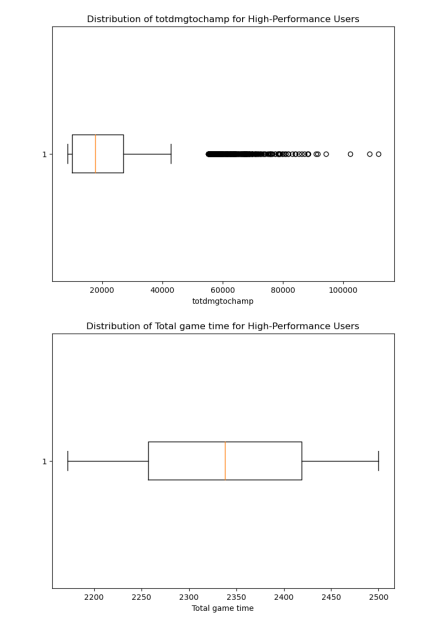 Distribution of totdmgtochamp for High-Performance Users
1
20000 40000 60000 80000 100000
totdmgtochamp
Distribution of Total game time for High-Performance Users
1
2200 2250 2300 2350 2400 2450 2500
Total game time